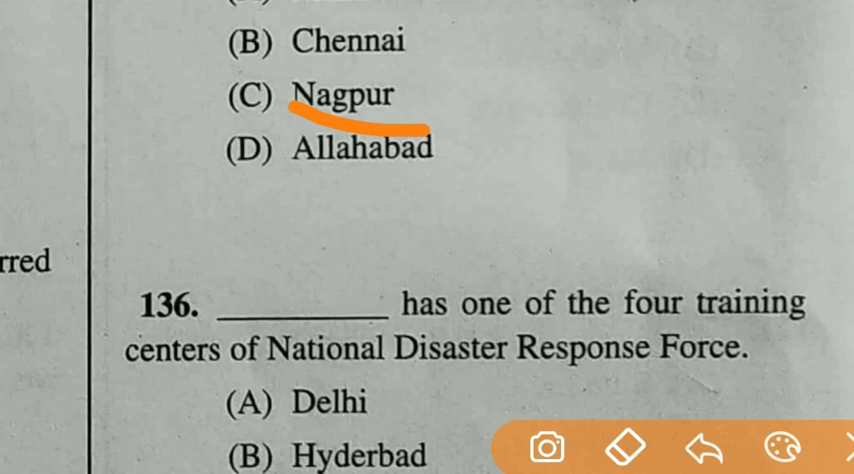 (B) Chennai
(C) Nagpur
(D) Allahabad
rred
136. __________ has one of the four training
centers of National Disaster Response Force.
(A) Delhi
(B) Hyderbad